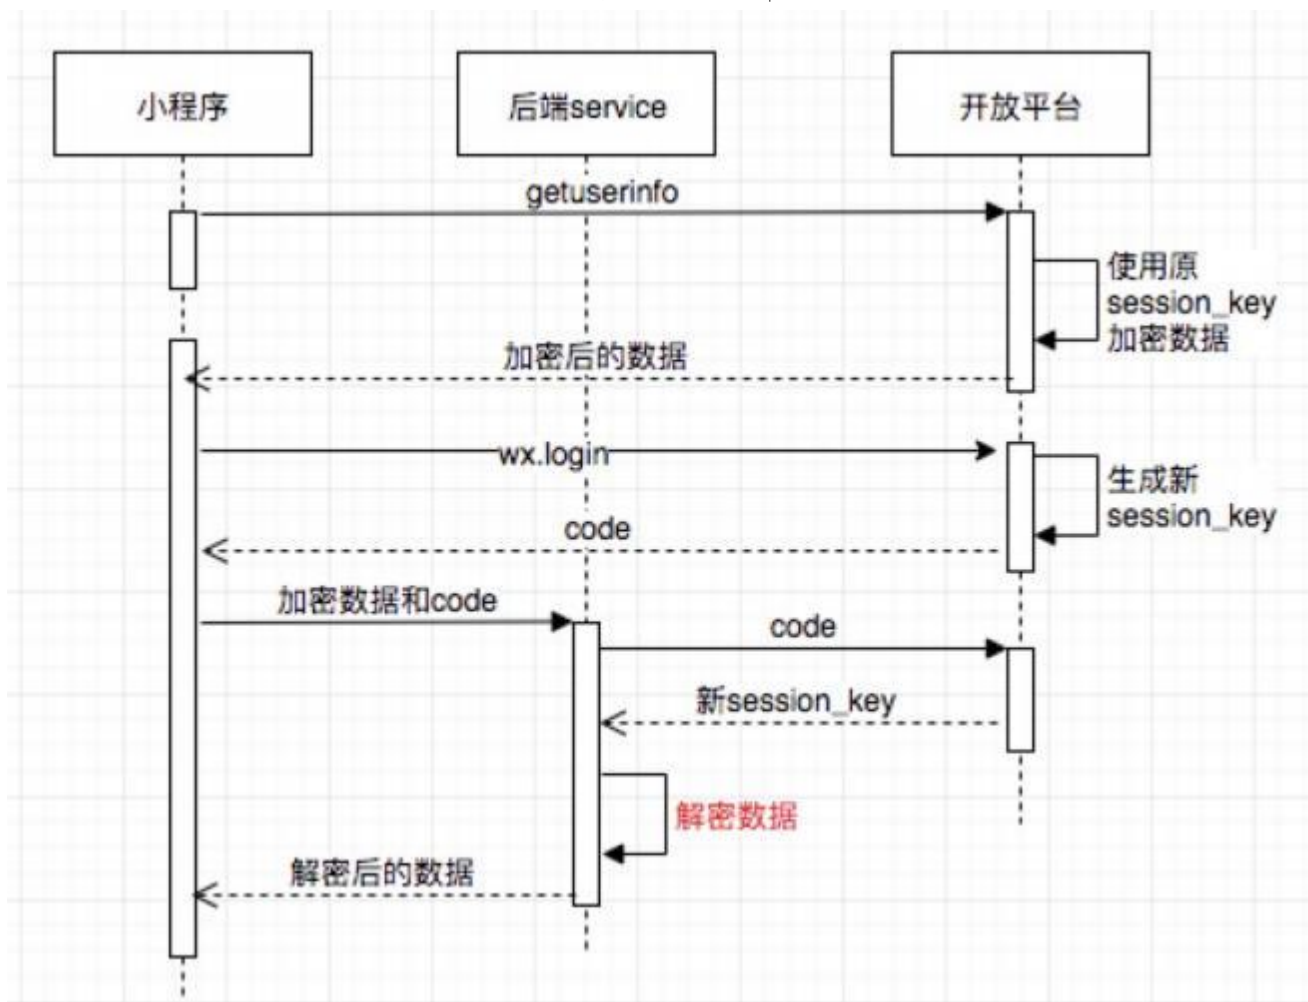 小程序
后端service
开放平台
getuserinfo
使用原
session_key
加密数据
加密后的数据
wx.login
生成新
session_key
code
加密数据和code
code
新session_key
解密数据
解密后的数据